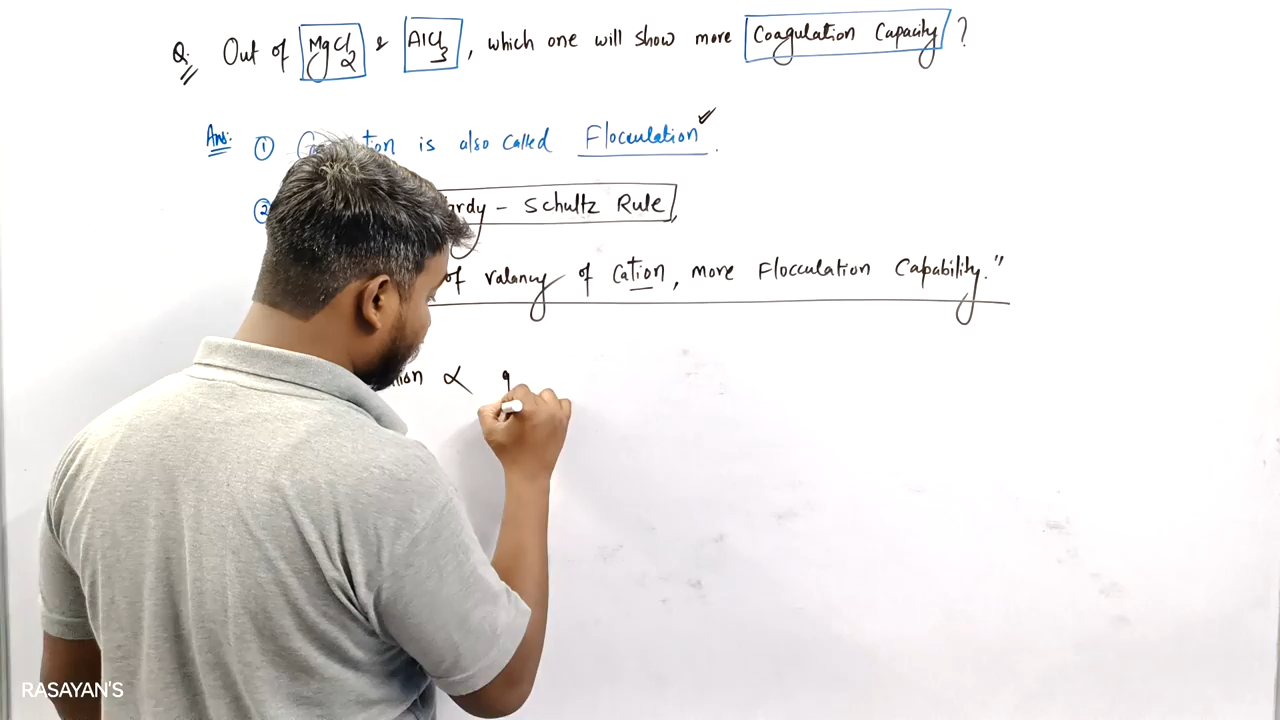 Q. Out of MgCl2 & AlCl3, which one will show more Coagulation Capacity ?
Ans: ① is also called Flocculation.
② - Schultz Rule
of valancy of cation, more Flocculation Capability."
∝
RASAYAN'S